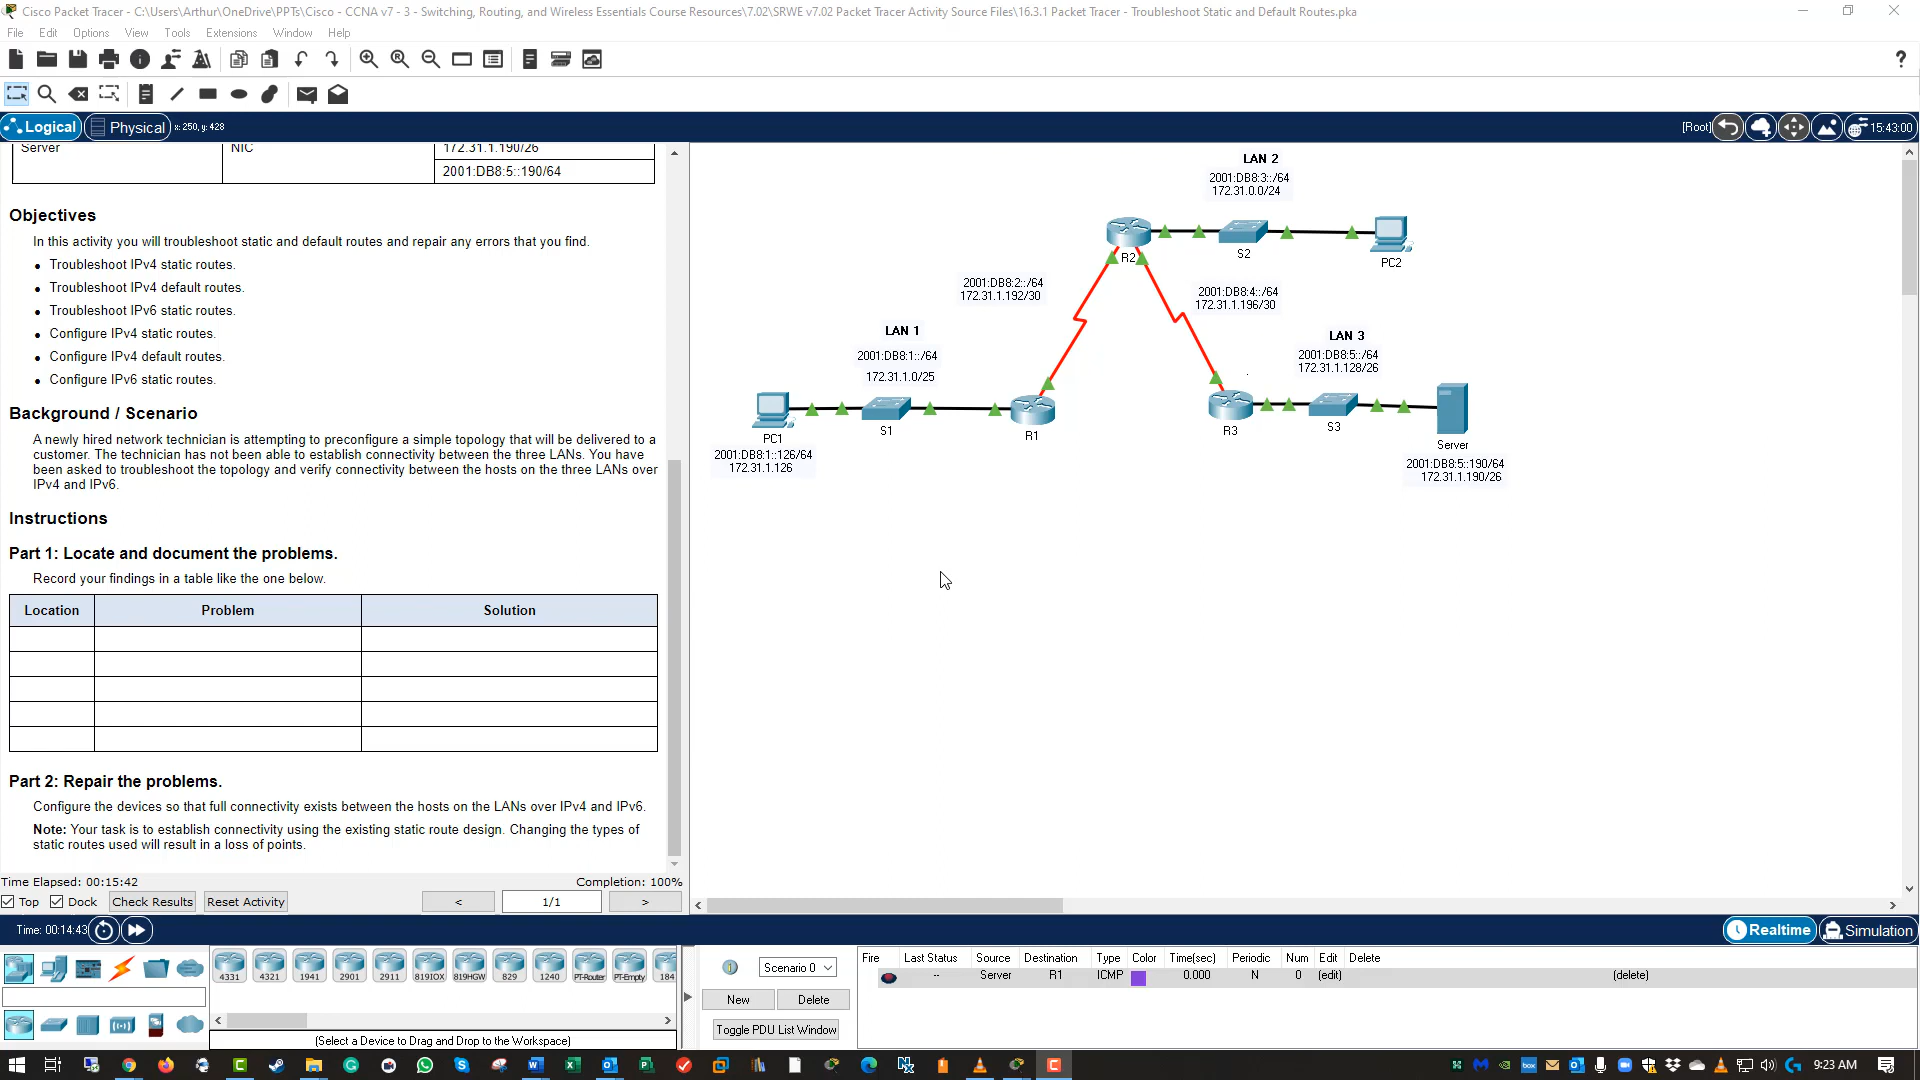 Cisco Packet Tracer - C:\Users\Arthur\OneDrive\PPTs\Cisco - CCNA v7 - 3 - Switching, Routing, and Wireless Essentials Course Resources\7.02\SRWE v7.02 Packet Tracer Activity Source Files\16.3.1 Packet Tracer - Troubleshoot Static and Default Routes.pka
File Edit Options View Tools Extensions Window Help
?
Logical Physical x: 250, y: 428 [Root] 15:43:00
Server NIC 172.31.1.190/26
2001:DB8:5::190/64
Objectives
In this activity you will troubleshoot static and default routes and repair any errors that you find.
Troubleshoot IPv4 static routes.
Troubleshoot IPv4 default routes.
Troubleshoot IPv6 static routes.
Configure IPv4 static routes.
Configure IPv4 default routes.
Configure IPv6 static routes.
Background / Scenario
A newly hired network technician is attempting to preconfigure a simple topology that will be delivered to a
customer. The technician has not been able to establish connectivity between the three LANs. You have
been asked to troubleshoot the topology and verify connectivity between the hosts on the three LANs over
IPv4 and IPv6.
Instructions
Part 1: Locate and document the problems.
Record your findings in a table like the one below.
Location Problem Solution
Part 2: Repair the problems.
Configure the devices so that full connectivity exists between the hosts on the LANs over IPv4 and IPv6.
Note: Your task is to establish connectivity using the existing static route design. Changing the types of
static routes used will result in a loss of points.
Time Elapsed: 00:15:42 Completion: 100%
Top Dock Check Results Reset Activity < 1/1 >
LAN 2
2001:DB8:3::/64
172.31.0.0/24
R2
S2
PC2
2001:DB8:2::/64
172.31.1.192/30
2001:DB8:4::/64
172.31.1.196/30
LAN 1
2001:DB8:1::/64
172.31.1.0/25
LAN 3
2001:DB8:5::/64
172.31.1.128/26
PC1
S1
R1
R3
S3
Server
2001:DB8:1::126/64
172.31.1.126
2001:DB8:5::190/64
172.31.1.190/26
Time: 00:14:43 Realtime Simulation
4331 4321 1941 2901 2911 819IOX 819HGW 829 1240 PT-Router PT-Empty 184
(Select a Device to Drag and Drop to the Workspace)
Scenario 0
New Delete
Toggle PDU List Window
Fire Last Status Source Destination Type Color Time(sec) Periodic Num Edit Delete
-- Server R1 ICMP 0.000 N 0 (edit) (delete)
9:23 AM